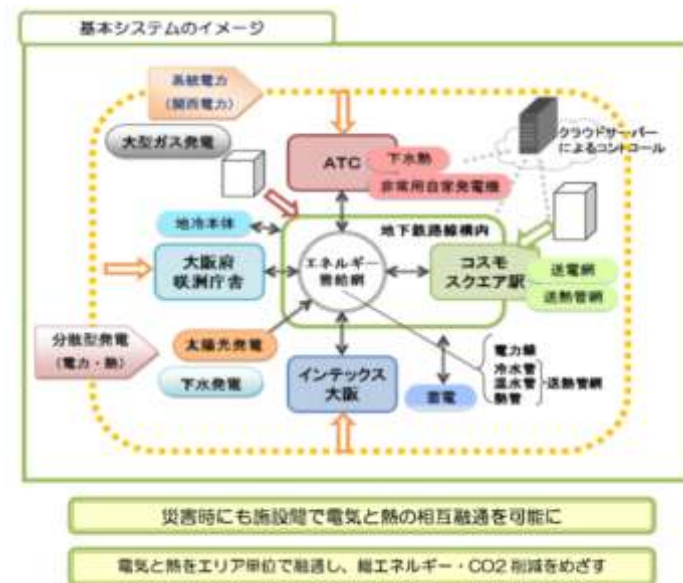 基本システムのイメージ
系統電力
(関西電力)
大型ガス発電
ATC
下水熱
非常用自家発電機
クラウドサーバー
によるコントロール
地冷本体
地下鉄路線構内
大阪府
咲洲庁舎
エネルギー
需給網
コスモ
スクエア駅
送電網
送熱管網
分散型発電
(電力・熱)
太陽光発電
下水発電
インテックス
大阪
蓄電
電力線
冷水管
温水管
熱管
送熱管網
災害時にも施設間で電気と熱の相互融通を可能に
電気と熱をエリア単位で融通し、総エネルギー・CO2削減をめざす